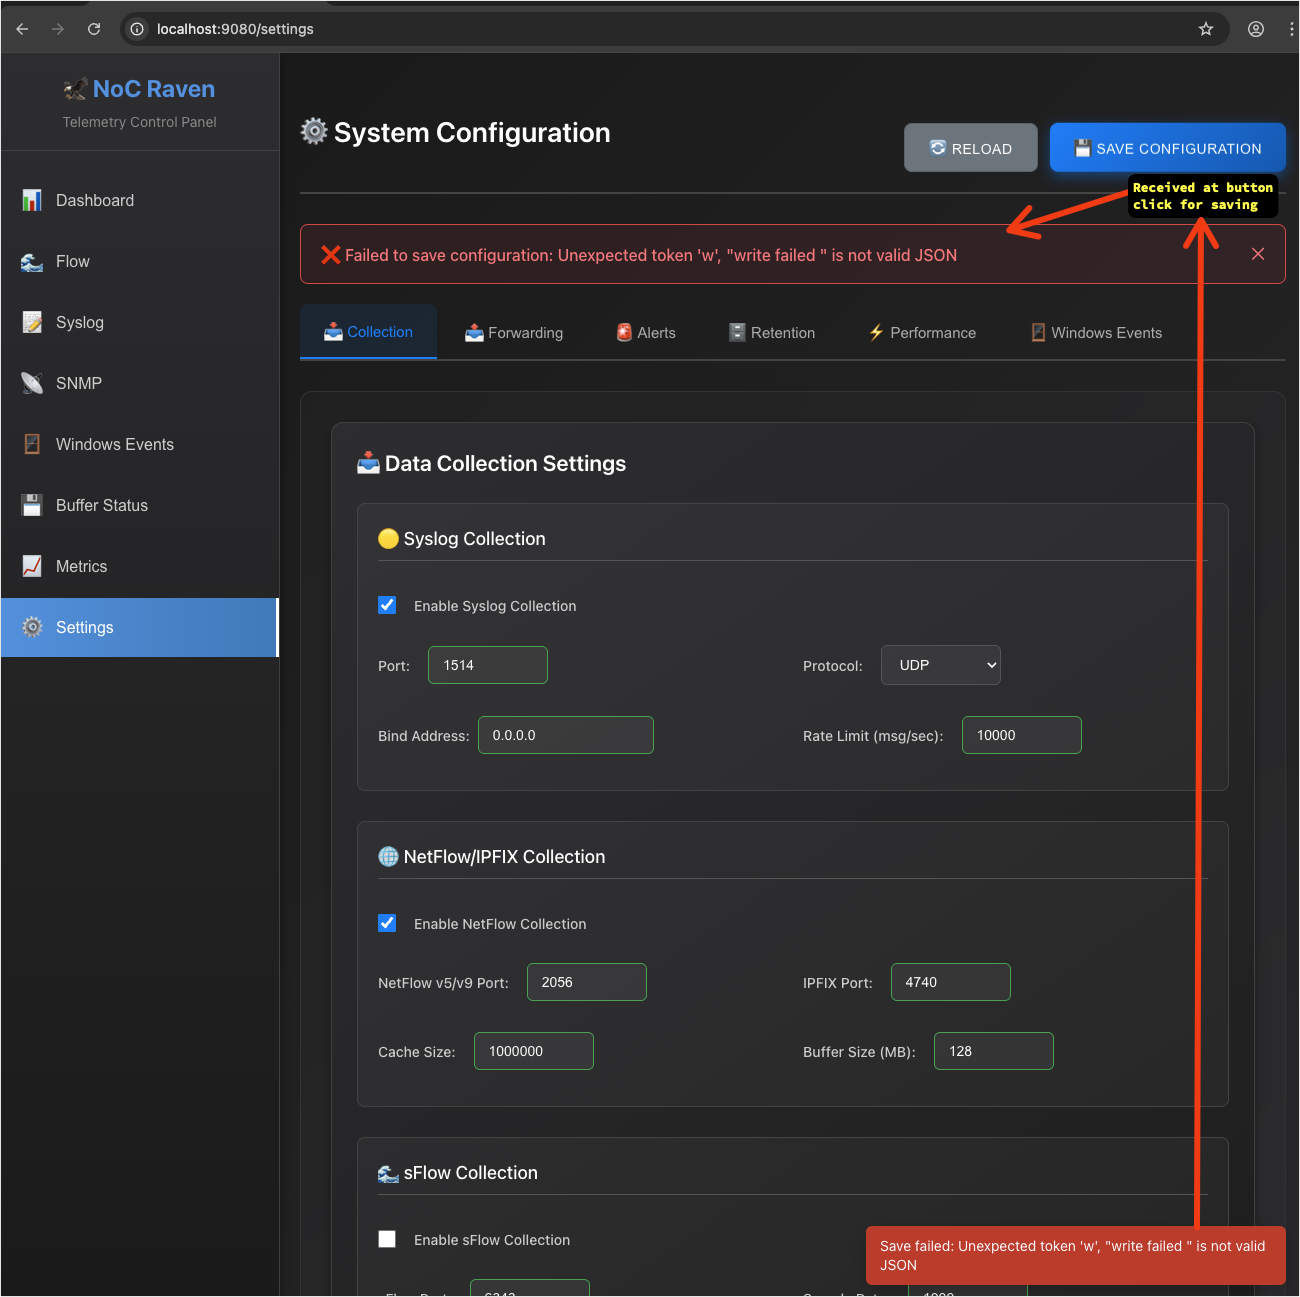 localhost:9080/settings
NoC Raven
Telemetry Control Panel
Dashboard
Flow
Syslog
SNMP
Windows Events
Buffer Status
Metrics
Settings
System Configuration
RELOAD
SAVE CONFIGURATION
Received at button
click for saving
Failed to save configuration: Unexpected token 'w', "write failed " is not valid JSON
Collection
Forwarding
Alerts
Retention
Performance
Windows Events
Data Collection Settings
Syslog Collection
Enable Syslog Collection
Port: 1514
Protocol: UDP
Bind Address: 0.0.0.0
Rate Limit (msg/sec): 10000
NetFlow/IPFIX Collection
Enable NetFlow Collection
NetFlow v5/v9 Port: 2056
IPFIX Port: 4740
Cache Size: 1000000
Buffer Size (MB): 128
sFlow Collection
Enable sFlow Collection
Save failed: Unexpected token 'w', "write failed " is not valid
JSON